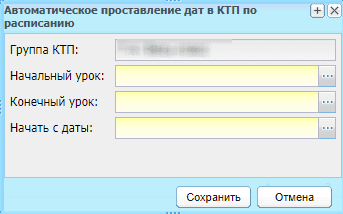 Автоматическое проставление дат в КТП по
расписанию
Группа КТП:
Начальный урок:
Конечный урок:
Начать с даты:
Сохранить Отмена